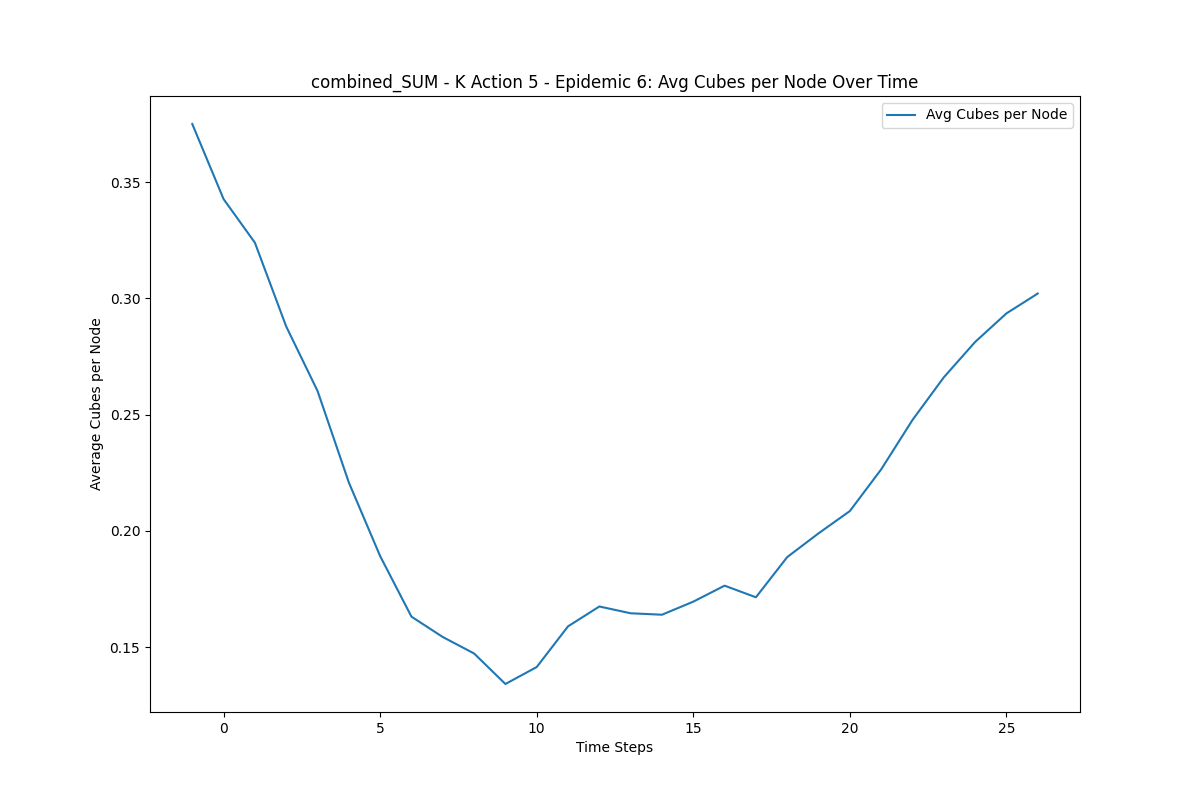 combined_SUM - K Action 5 - Epidemic 6: Avg Cubes per Node Over Time
Avg Cubes per Node
Average Cubes per Node
0.35
0.30
0.25
0.20
0.15
0 5 10 15 20 25
Time Steps